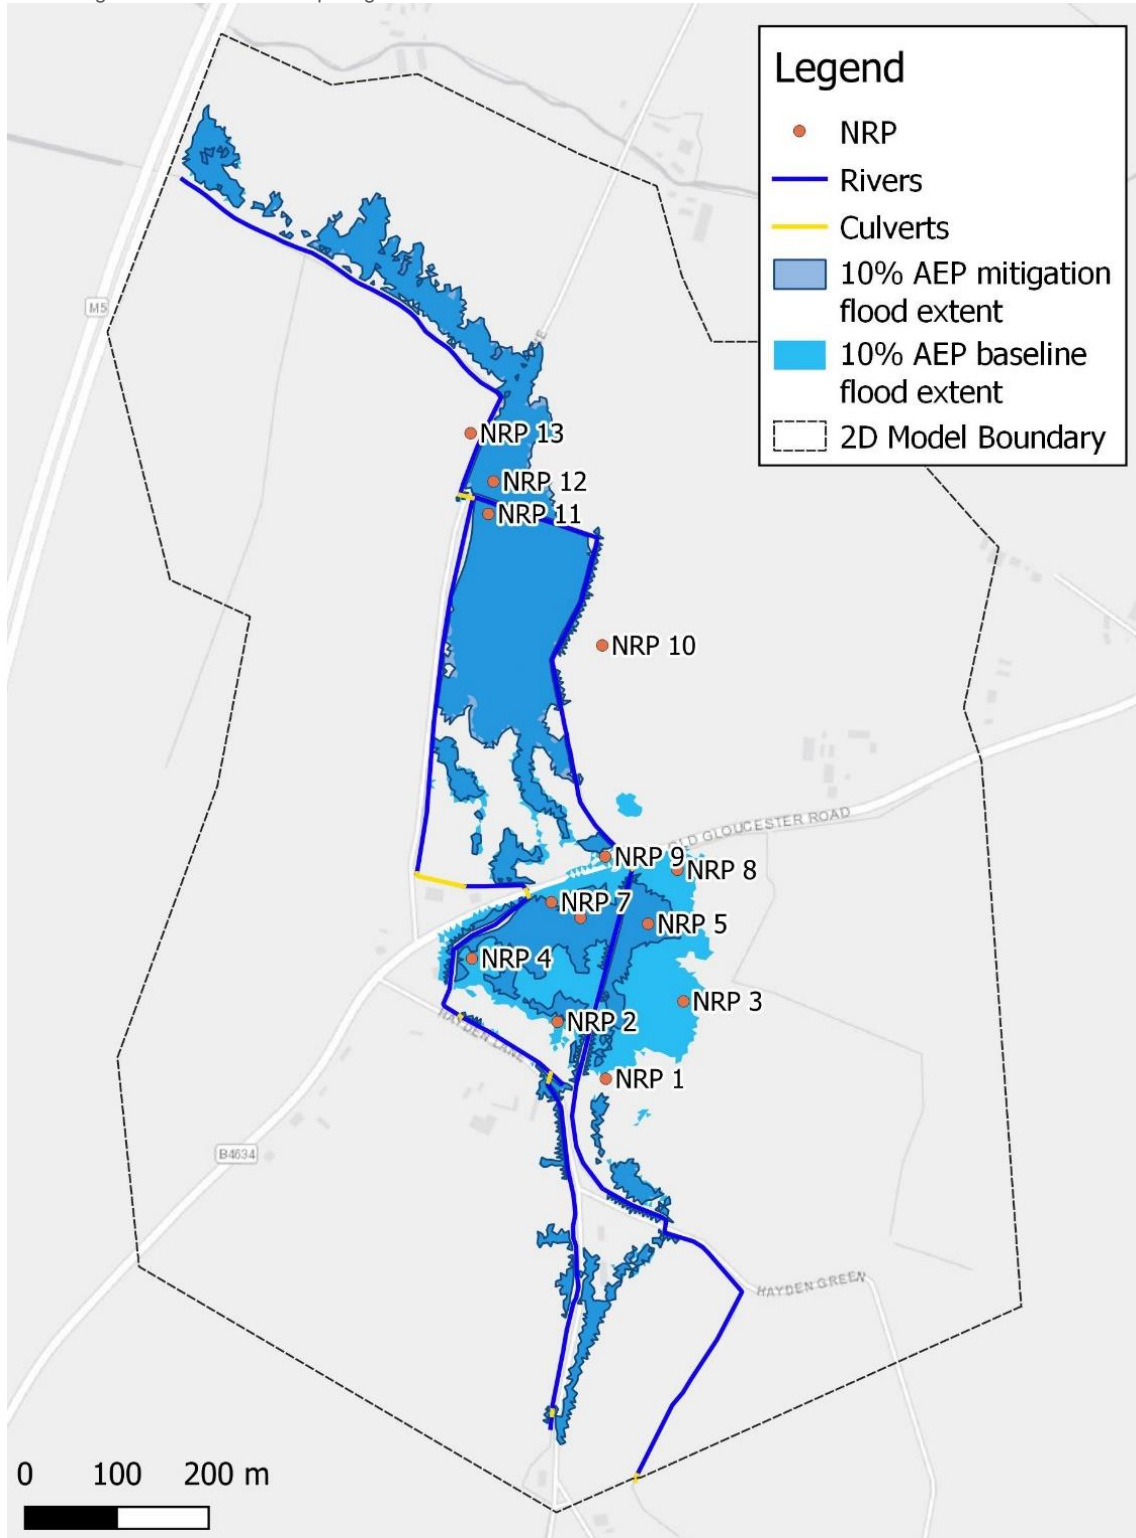 Legend
NRP
Rivers
Culverts
10% AEP mitigation
flood extent
10% AEP baseline
flood extent
2D Model Boundary
M5
NRP 13
NRP 12
NRP 11
NRP 10
OLD GLOUCESTER ROAD
NRP 9
NRP 8
NRP 7
NRP 5
NRP 4
NRP 3
NRP 2
HAYDEN LANE
NRP 1
B4634
HAYDEN GREEN
0 100 200 m